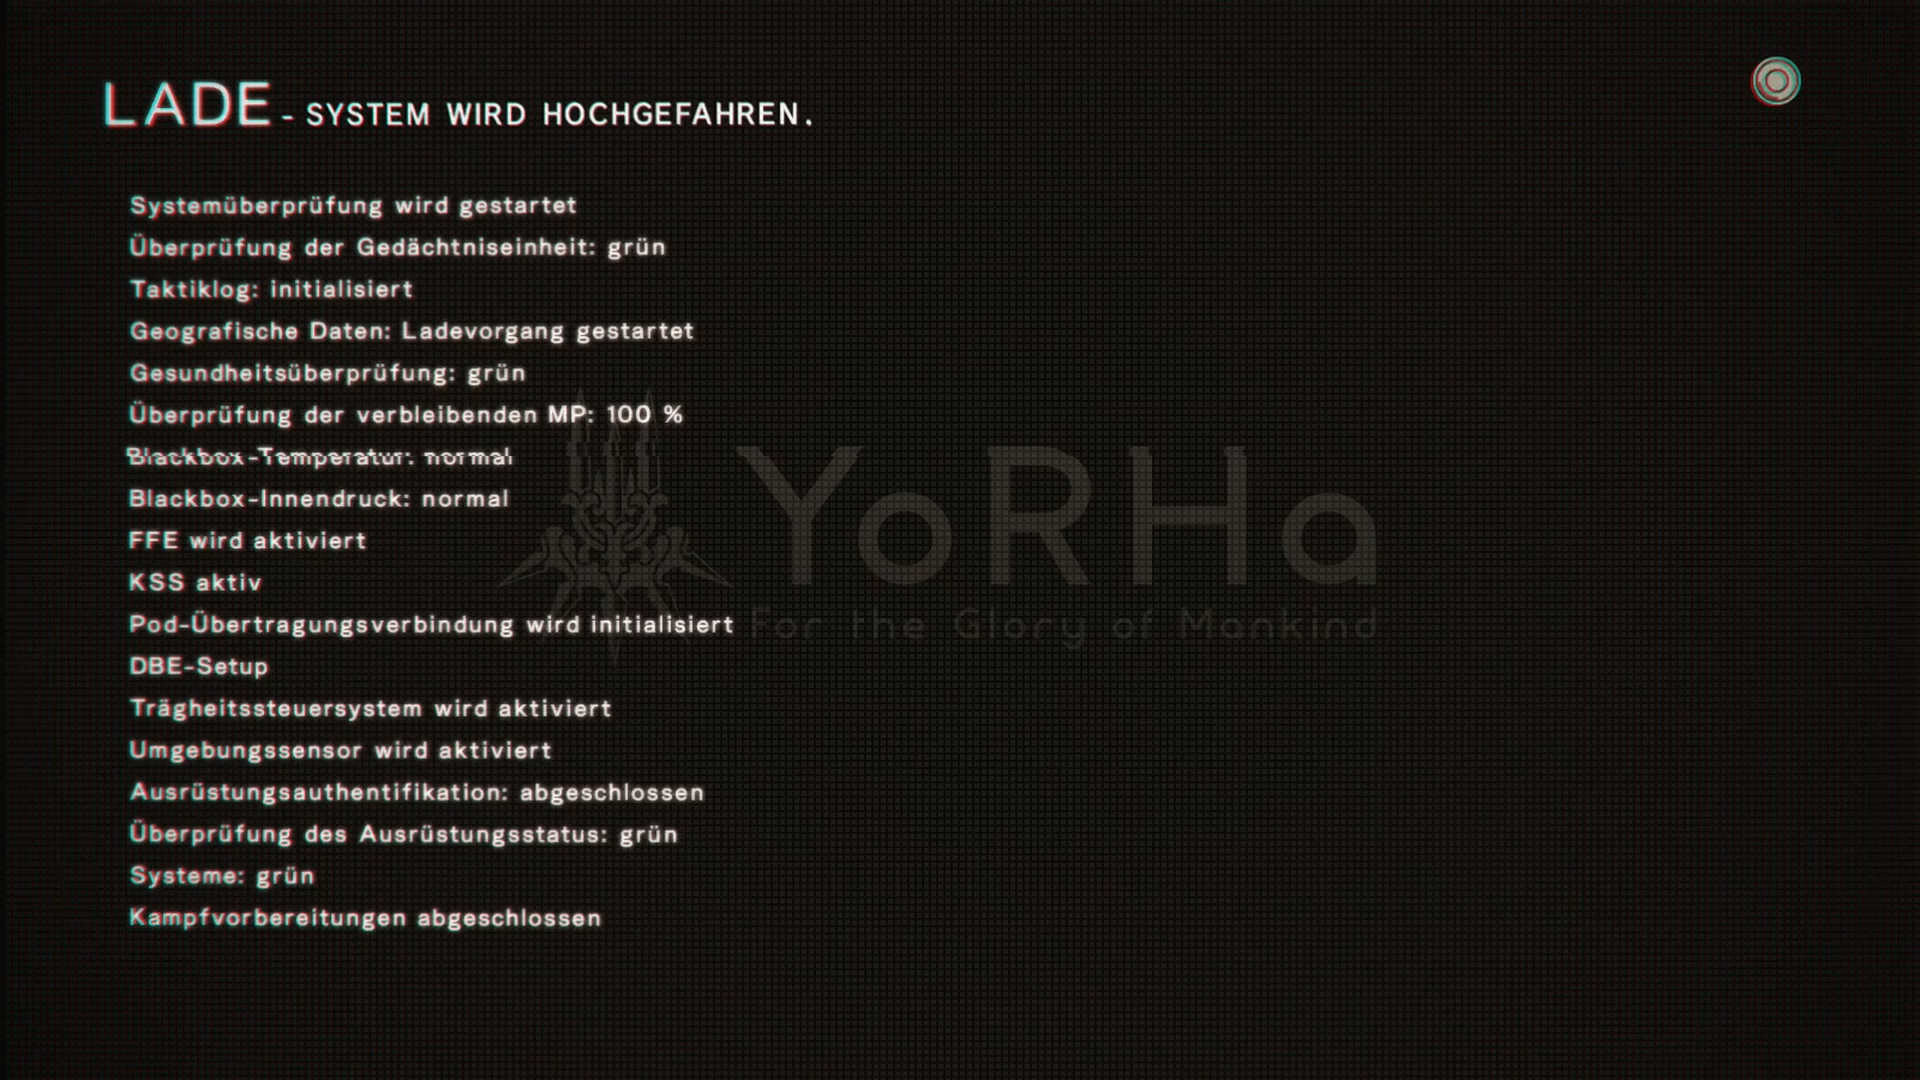 LADE - SYSTEM WIRD HOCHGEFAHREN.
Systemüberprüfung wird gestartet
Überprüfung der Gedächtniseinheit: grün
Taktiklog: initialisiert
Geografische Daten: Ladevorgang gestartet
Gesundheitsüberprüfung: grün
Überprüfung der verbleibenden MP: 100 %
Blackbox-Temperatur: normal
Blackbox-Innendruck: normal
FFE wird aktiviert
KSS aktiv
Pod-Übertragungsverbindung wird initialisiert
DBE-Setup
Trägheitssteuersystem wird aktiviert
Umgebungssensor wird aktiviert
Ausrüstungsauthentifikation: abgeschlossen
Überprüfung des Ausrüstungsstatus: grün
Systeme: grün
Kampfvorbereitungen abgeschlossen
YoRHa
For the Glory of Mankind